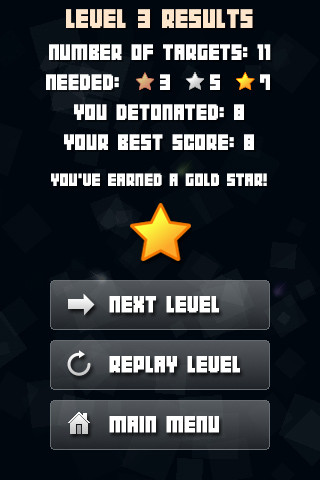 LEVEL 3 RESULTS
NUMBER OF TARGETS: 11
NEEDED: 3 5 7
YOU DETONATED: 8
YOUR BEST SCORE: 8
YOU'VE EARNED A GOLD STAR!
NEXT LEVEL
REPLAY LEVEL
MAIN MENU